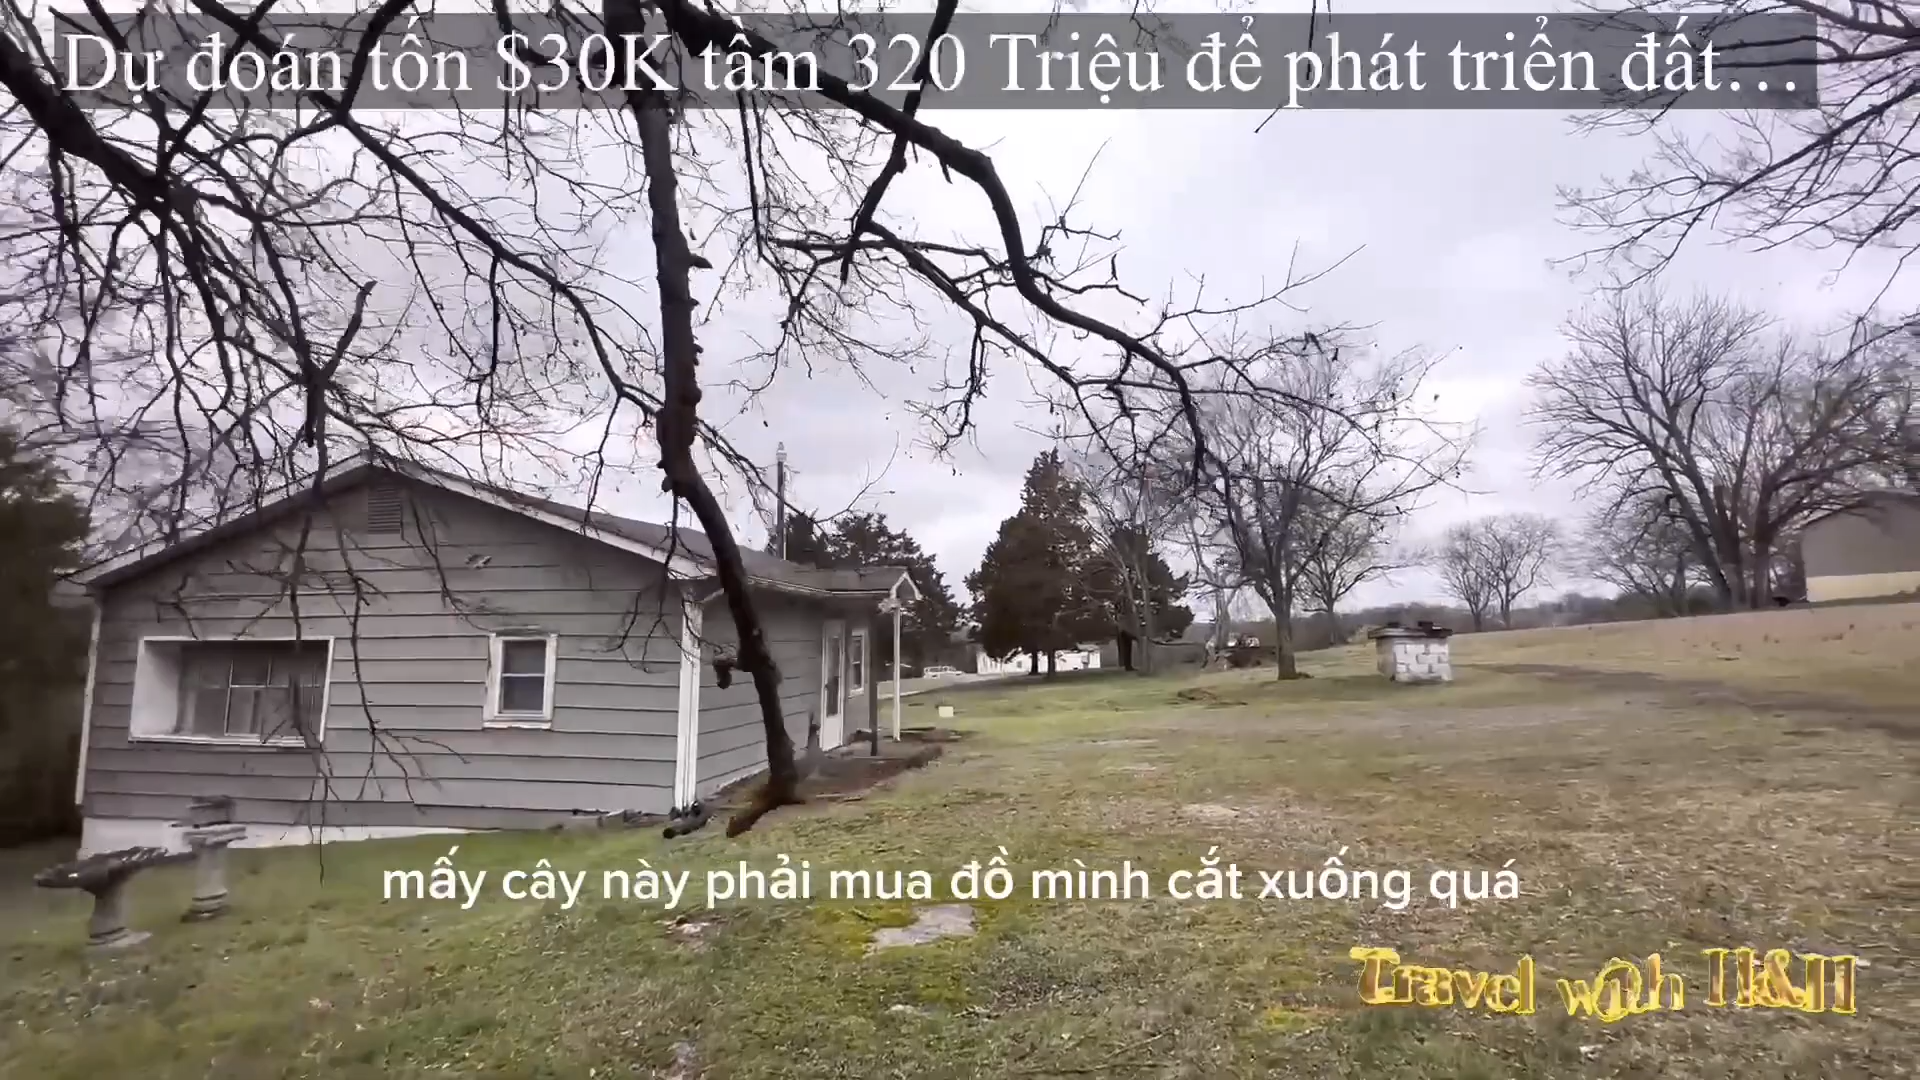 Dự đoán tốn $30K tầm 320 Triệu để phát triển đất...
mấy cây này phải mua đồ mình cắt xuống quá
Travel with H&H